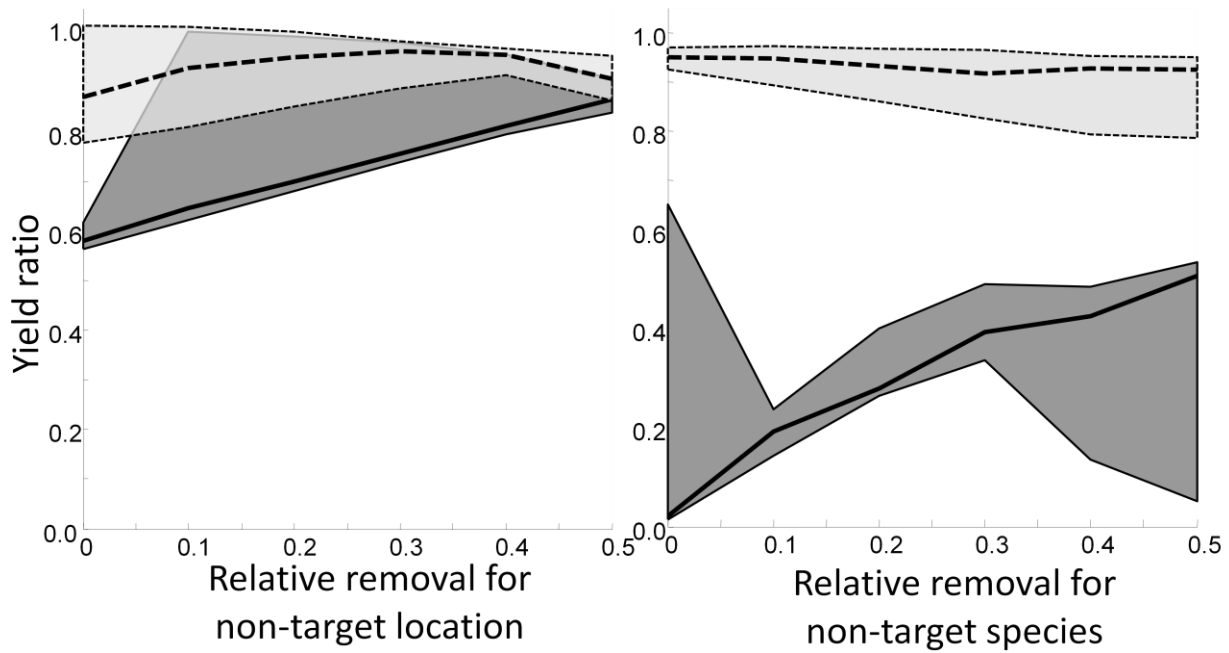 Yield ratio
1.0
0.8
0.6
0.4
0.2
0.0
0 0.1 0.2 0.3 0.4 0.5
Relative removal for
non-target location
1.0
0.8
0.6
0.4
0.2
0.0
0 0.1 0.2 0.3 0.4 0.5
Relative removal for
non-target species